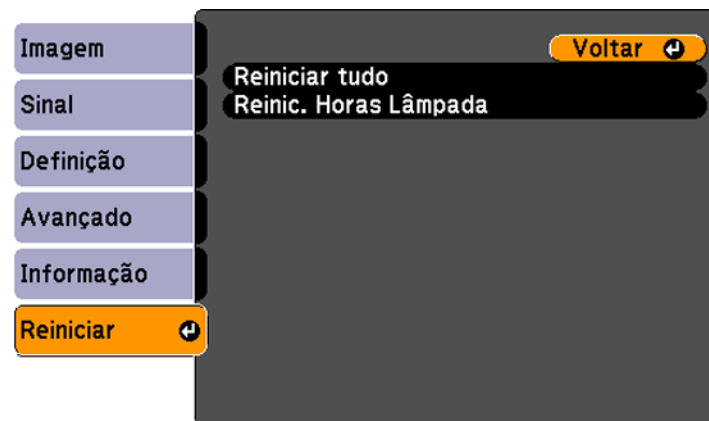 Imagem
Sinal
Definição
Avançado
Informação
Reiniciar
Voltar
Reiniciar tudo
Reinic. Horas Lâmpada